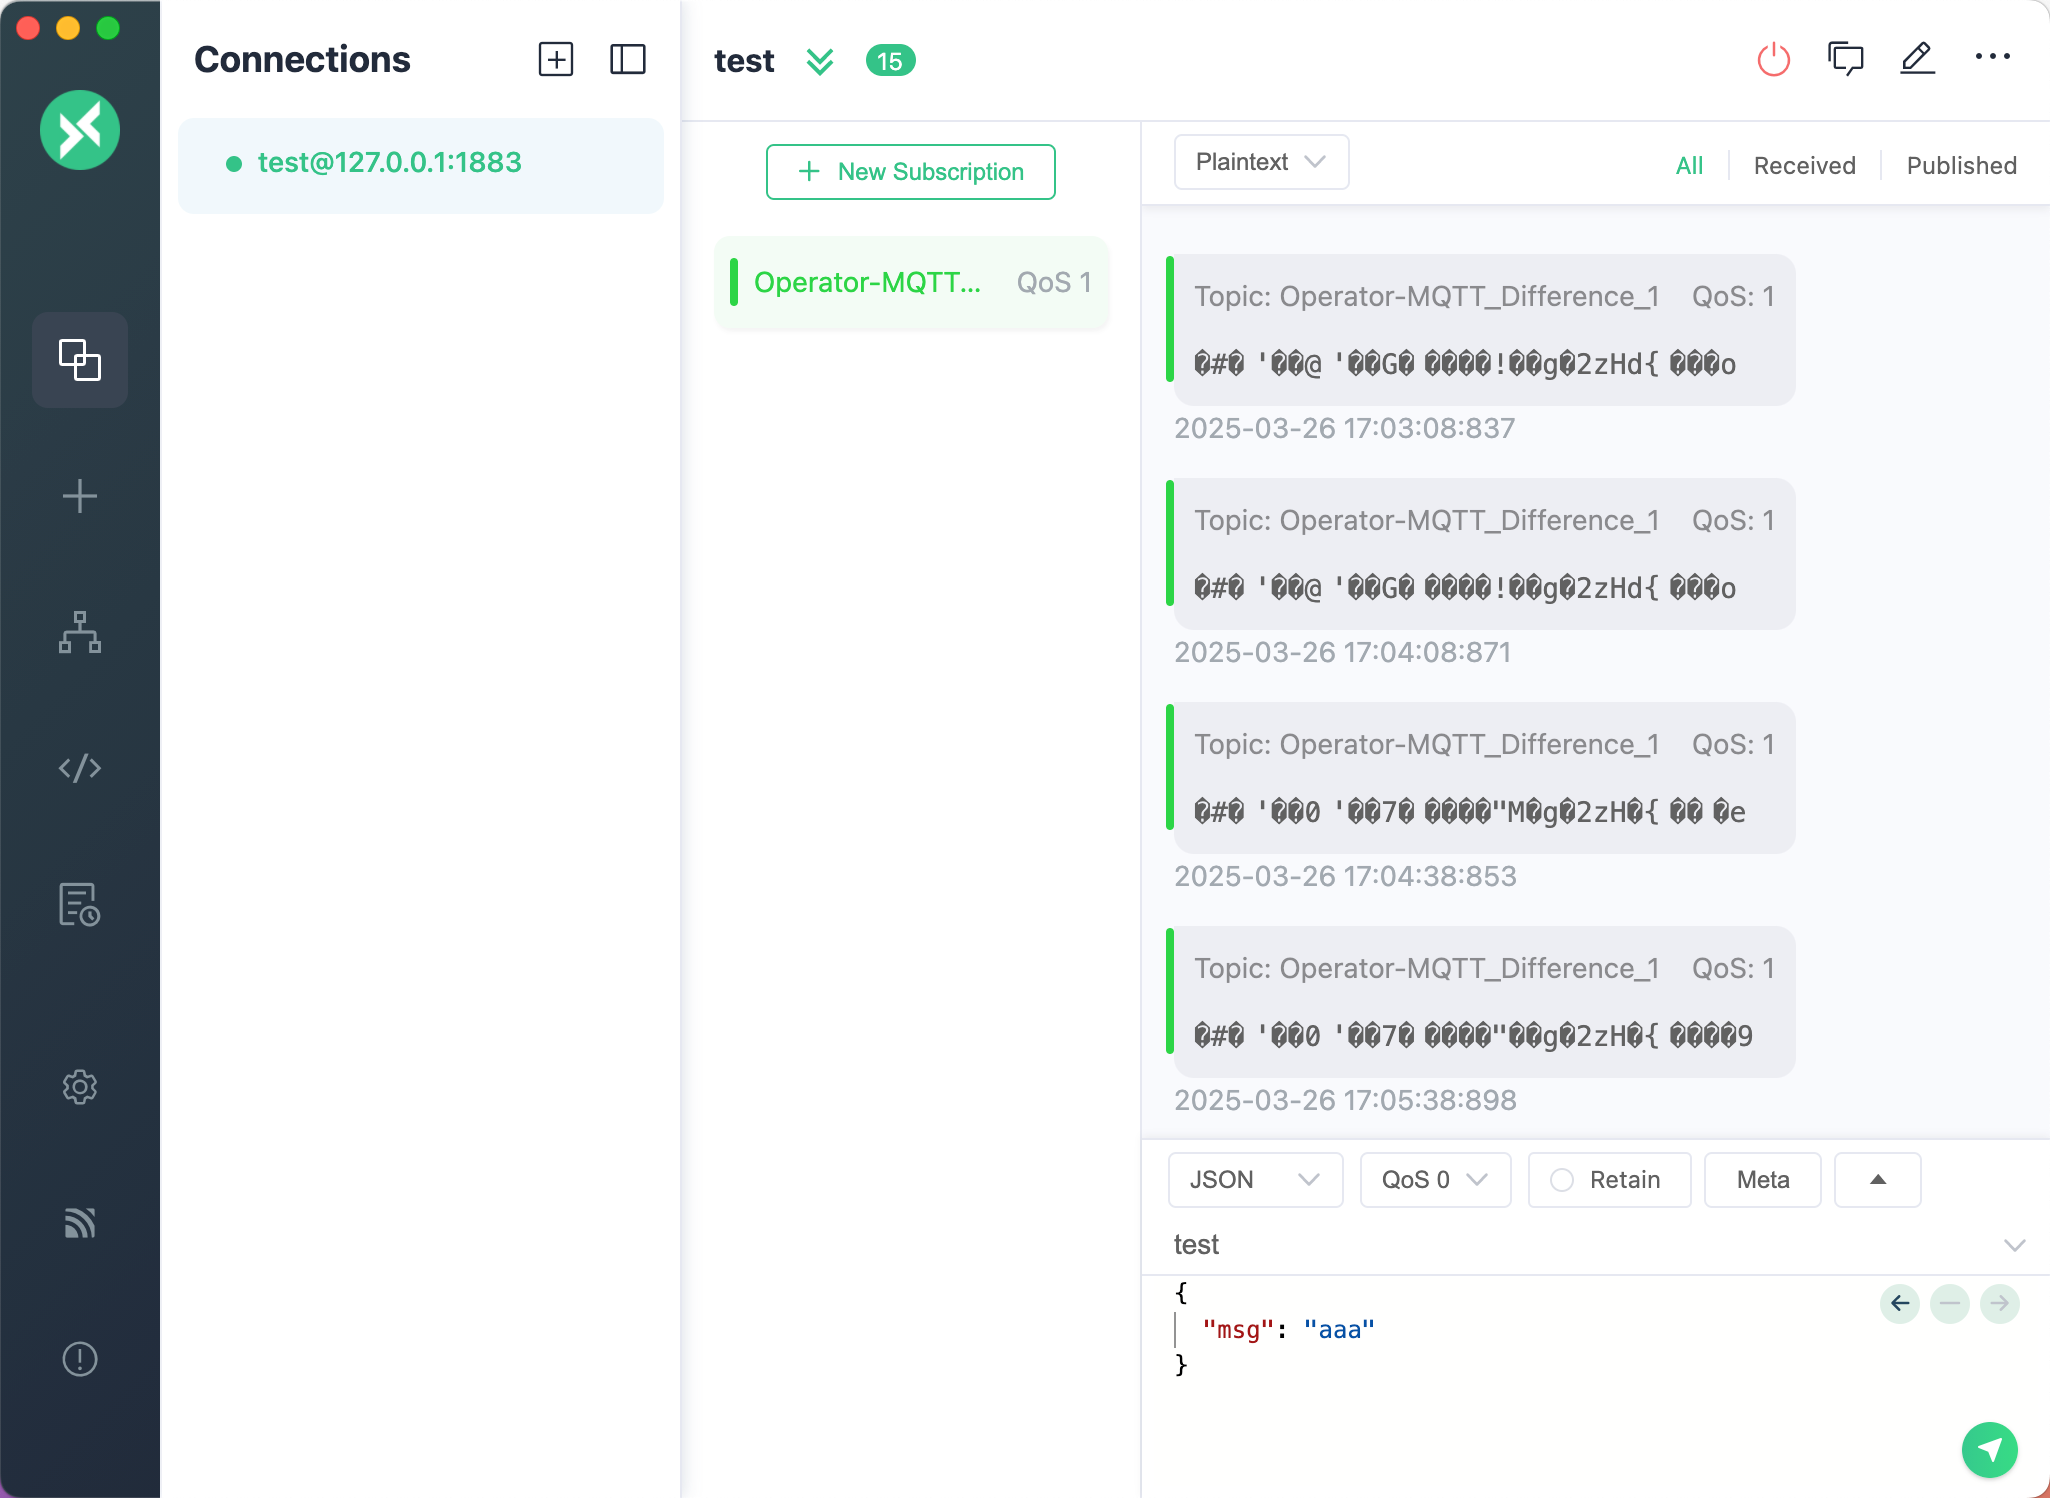 Connections
test@127.0.0.1:1883
test
15
New Subscription
Operator-MQTT...
QoS 1
Plaintext
All
Received
Published
Topic: Operator-MQTT_Difference_1 QoS: 1
�#� '��@ '��G� ����!��g�2zHd{ ���o
2025-03-26 17:03:08:837
Topic: Operator-MQTT_Difference_1 QoS: 1
�#� '��@ '��G� ����!��g�2zHd{ ���o
2025-03-26 17:04:08:871
Topic: Operator-MQTT_Difference_1 QoS: 1
�#� '��0 '��7� ����"M�g�2zH�{ �� �e
2025-03-26 17:04:38:853
Topic: Operator-MQTT_Difference_1 QoS: 1
�#� '��0 '��7� ����"��g�2zH�{ ����9
2025-03-26 17:05:38:898
JSON
QoS 0
Retain
Meta
test
{
"msg": "aaa"
}